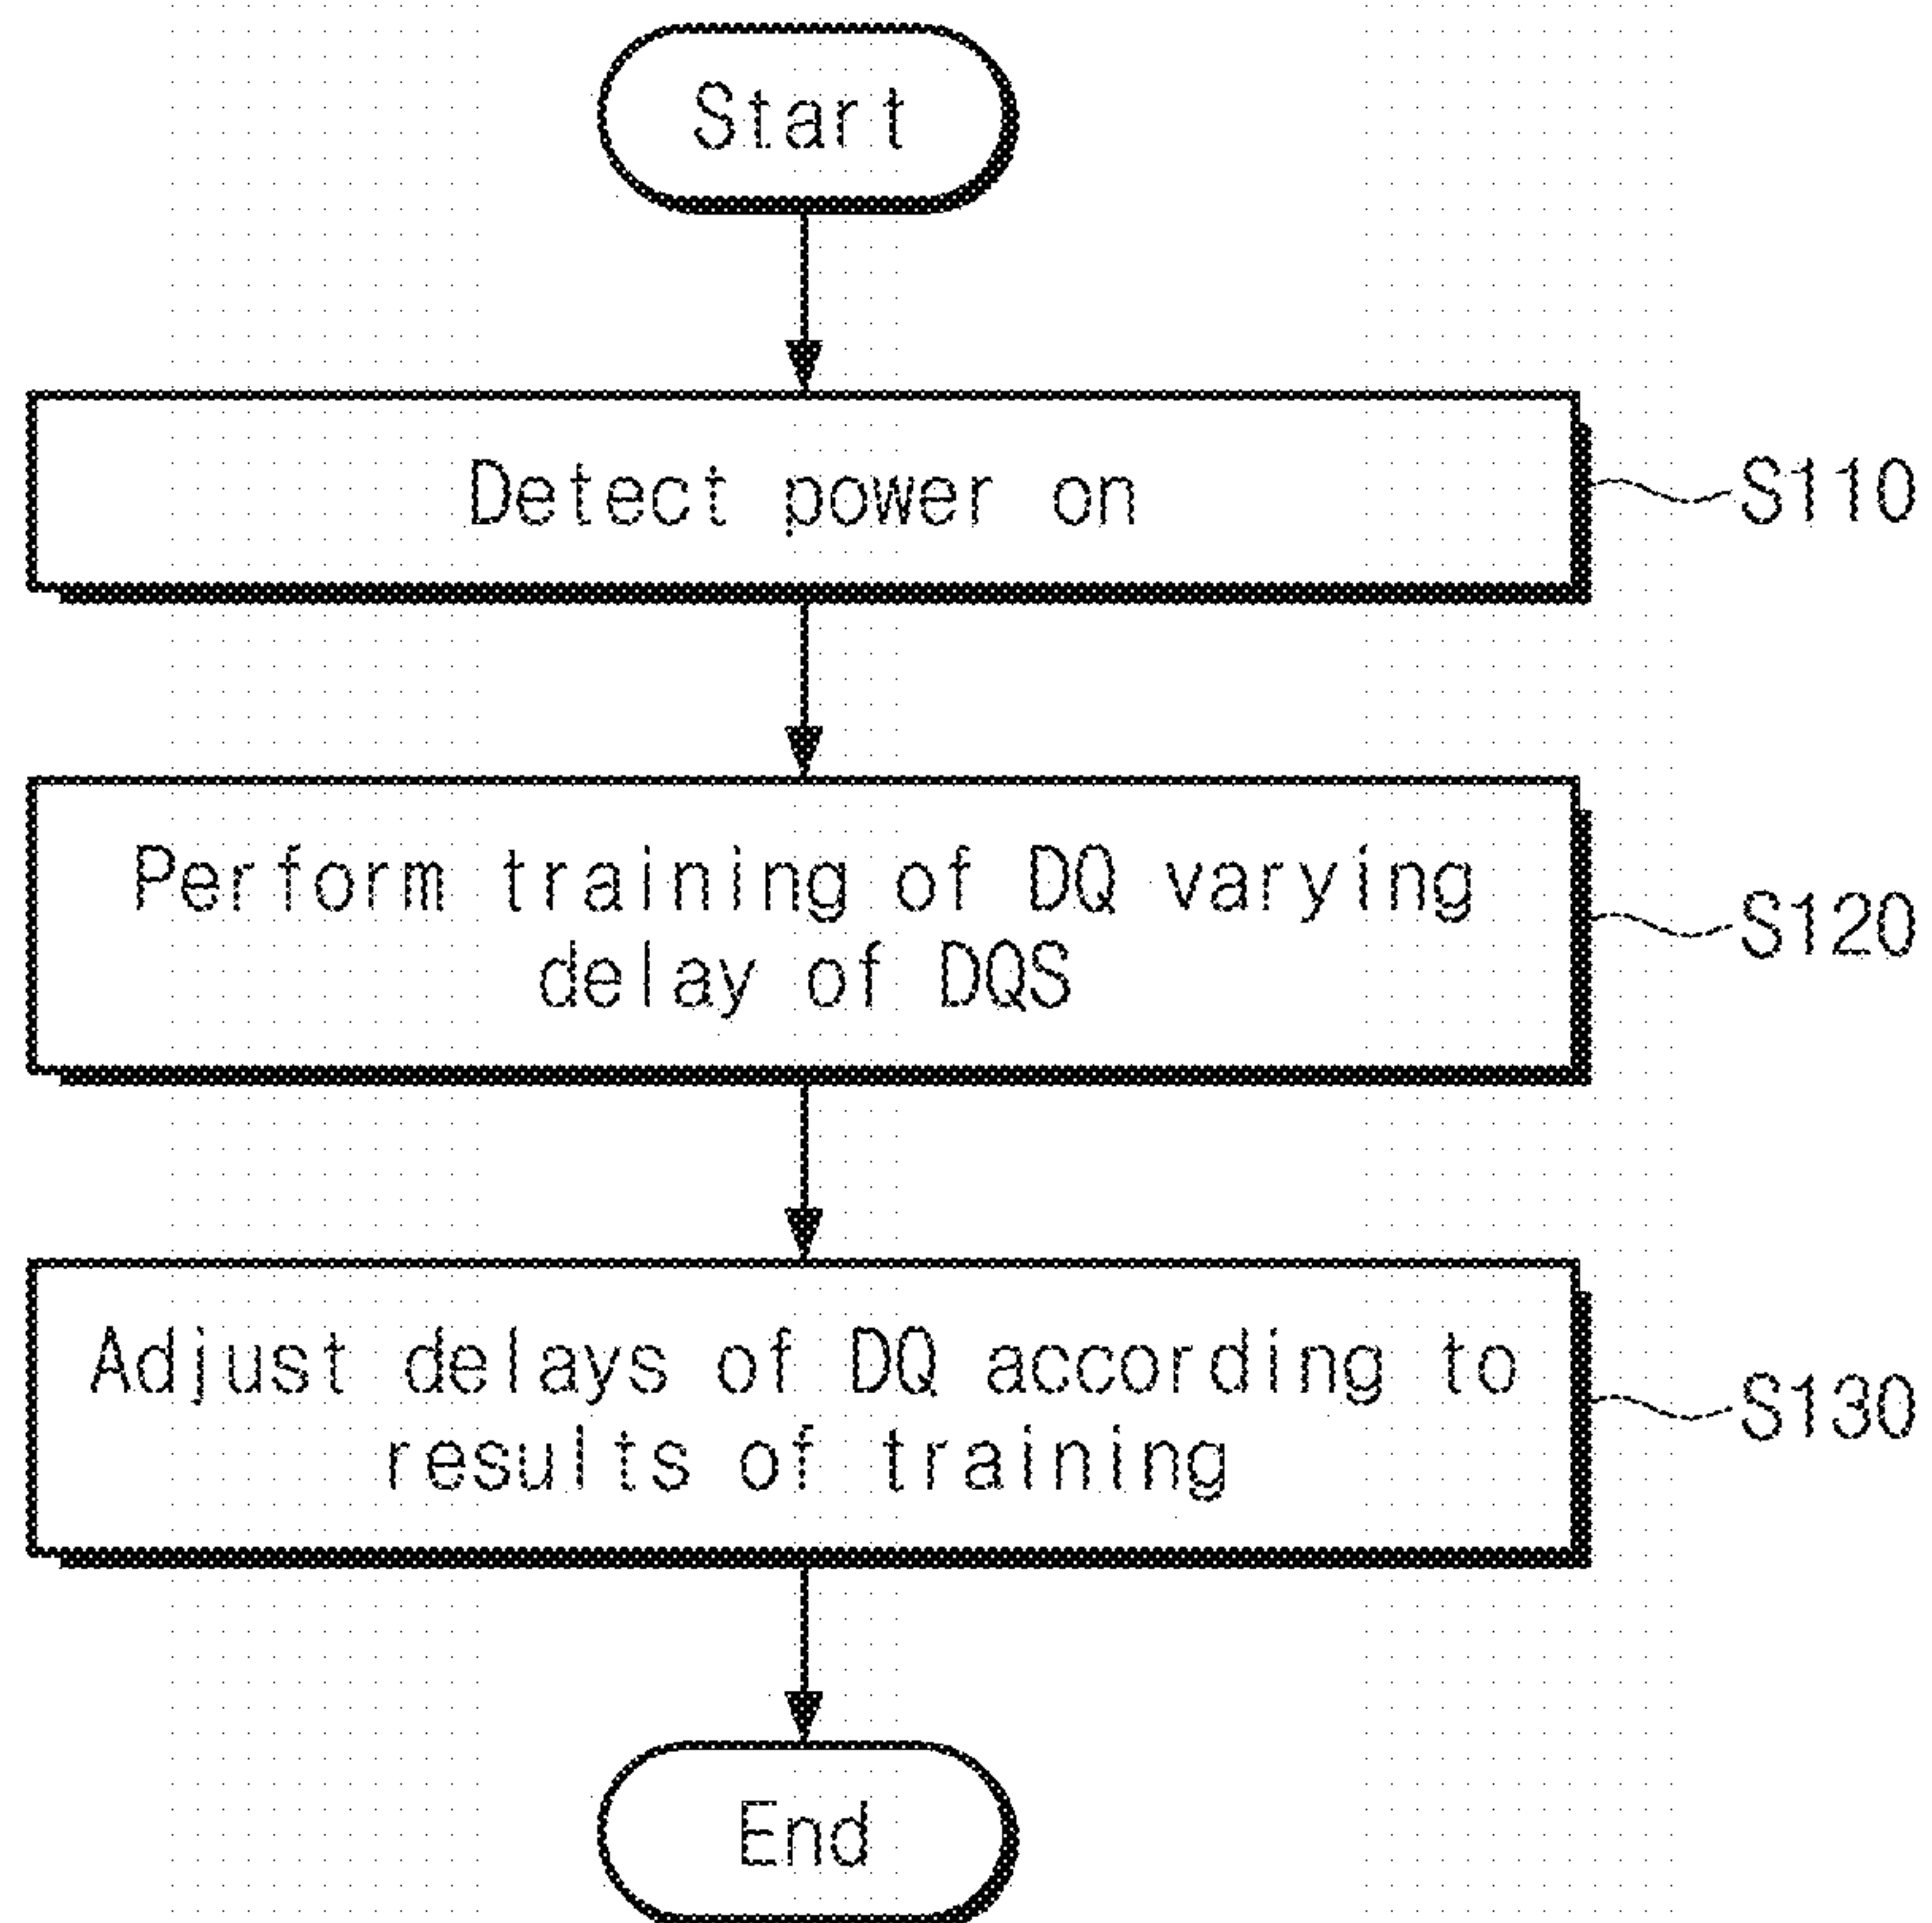 Start
Detect power on
S110
Perform training of DQ varying
delay of DQS
S120
Adjust delays of DQ according to
results of training
S130
End